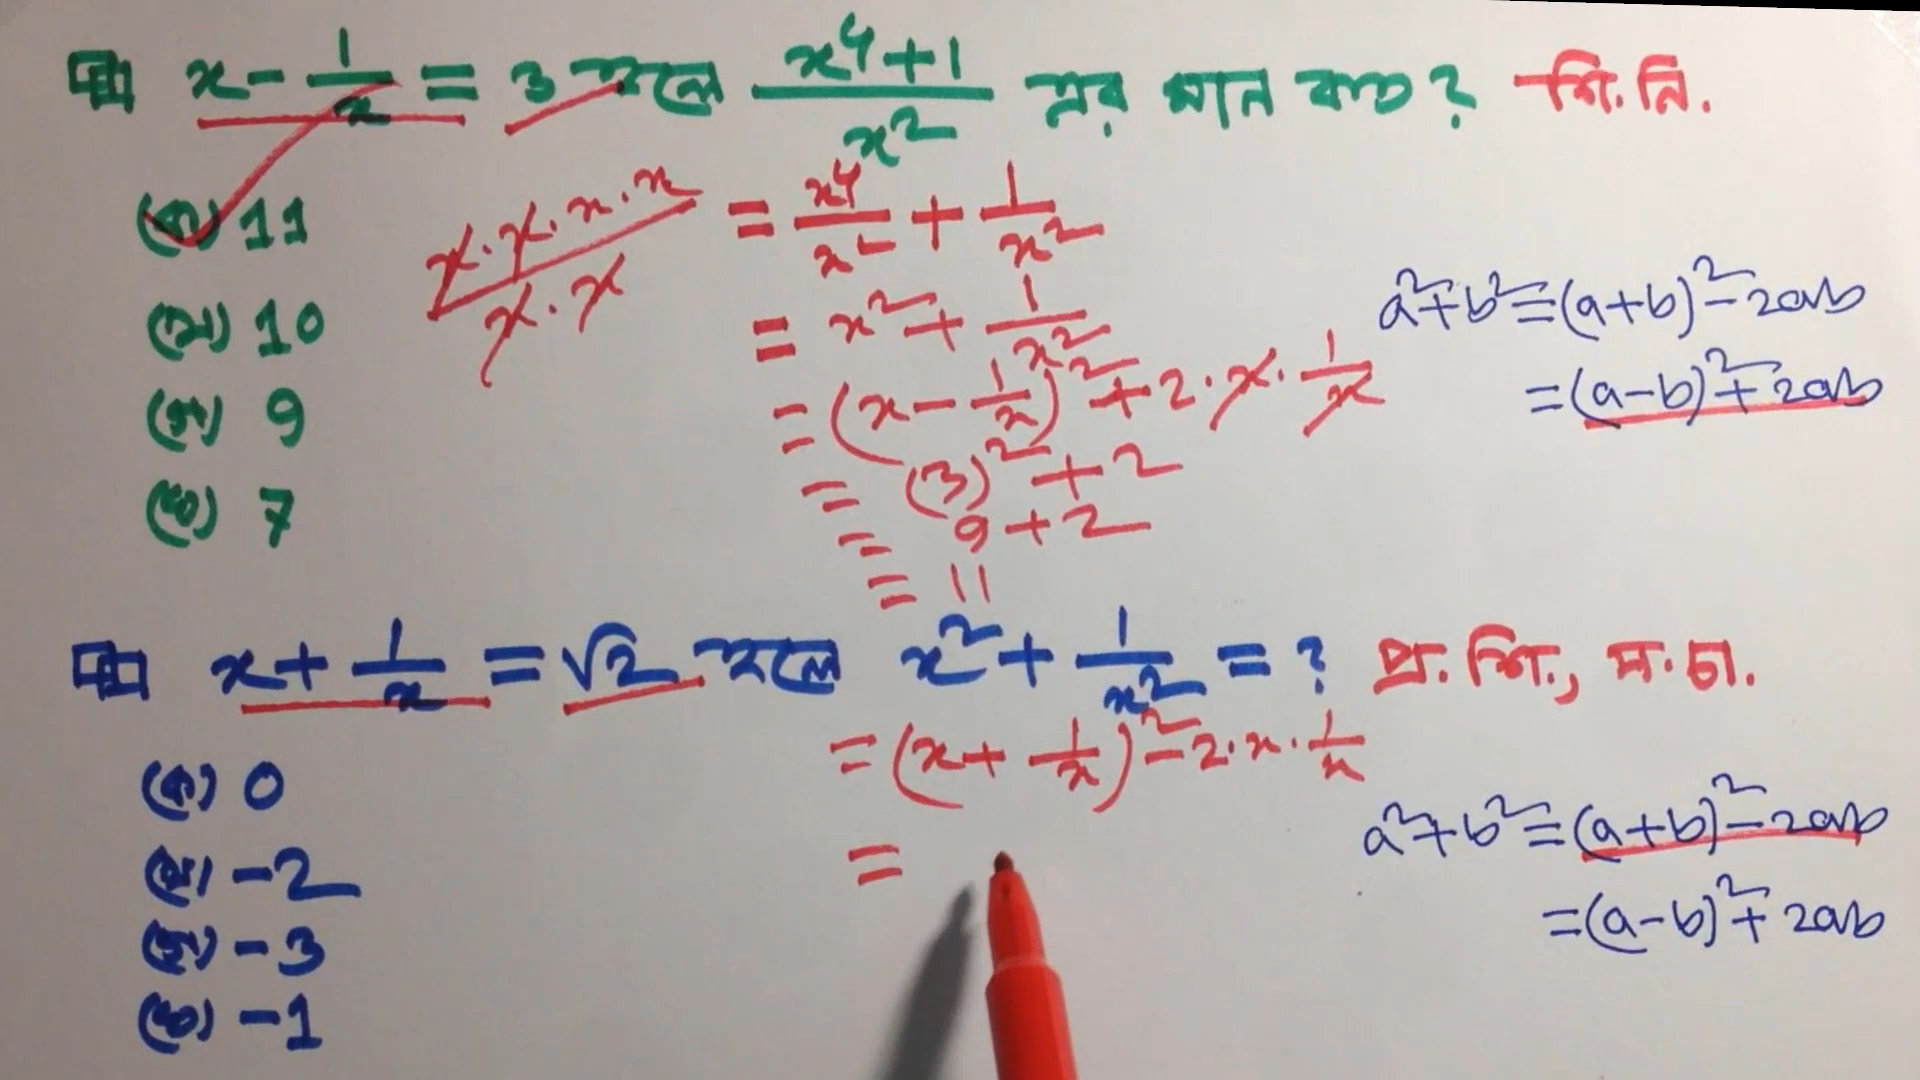 x - 1/x = 3 হলে (x⁴+1)/x² এর মান কত? -শি.নি.
(ক) 11
(খ) 10
(গ) 9
(ঘ) 7
(x·x·x·x)/(x·x)
= x⁴/x² + 1/x²
= x² + 1/x²
= (x - 1/x)² + 2·x·1/x
= (3)² + 2
= 9+2
= 11
a²+b² = (a+b)² - 2ab
= (a-b)² + 2ab
x + 1/x = √2 হলে x² + 1/x² = ? প্র.শি., ম.চা.
(ক) 0
(খ) -2
(গ) -3
(ঘ) -1
= (x + 1/x)² - 2·x·1/x
=
a²+b² = (a+b)² - 2ab
= (a-b)² + 2ab